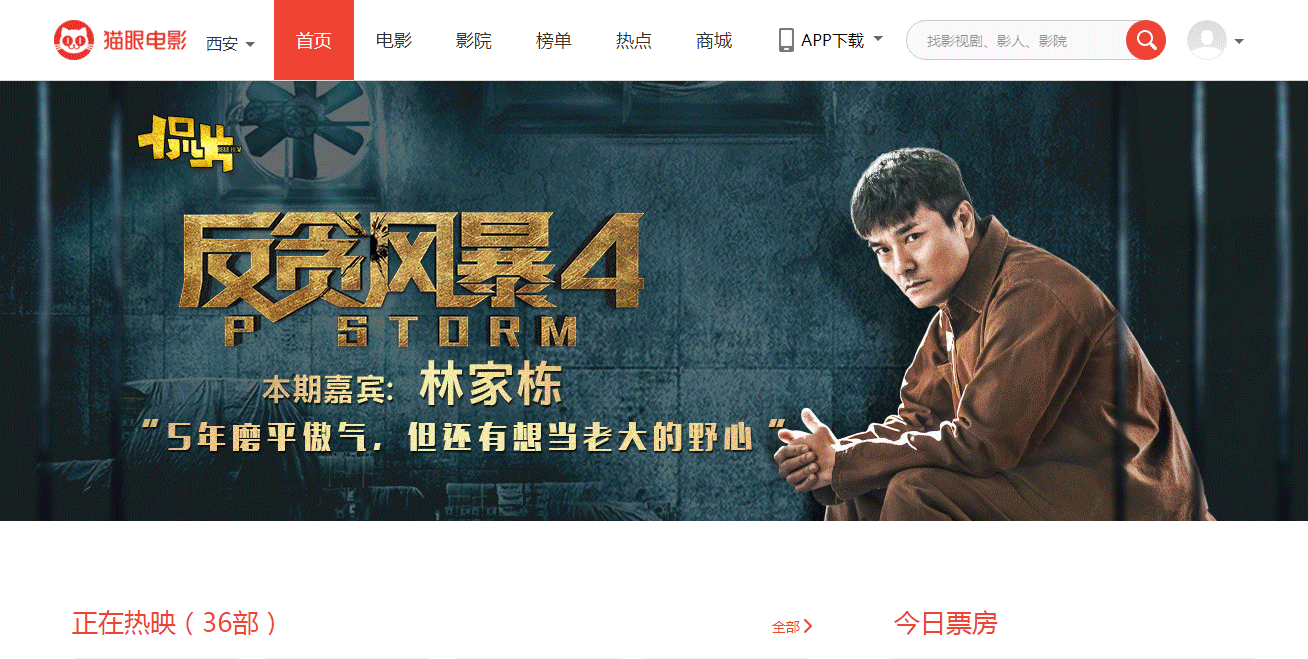 猫眼电影
西安
首页
电影
影院
榜单
热点
商城
APP下载
找影视剧、影人、影院
侃片
反贪风暴4
P STORM
本期嘉宾：林家栋
“5年磨平傲气，但还有想当老大的野心”
正在热映（36部）
全部
今日票房